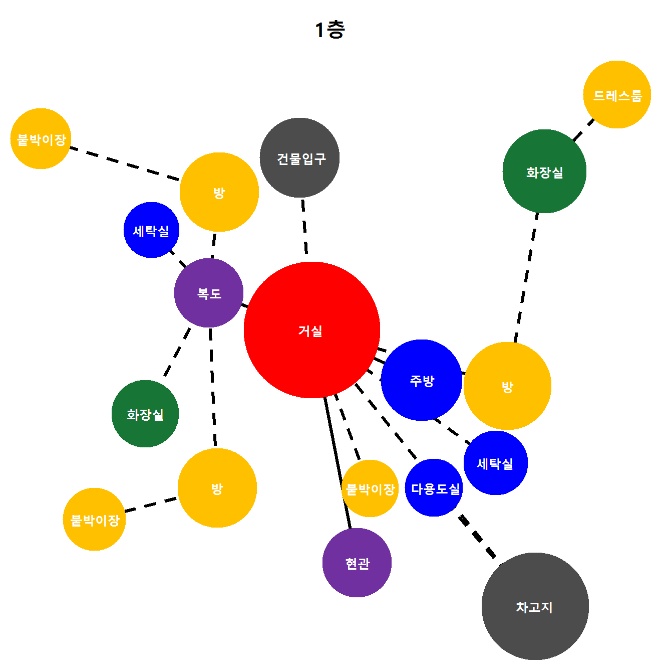 1층
드레스룸
붙박이장
건물입구
화장실
방
세탁실
복도
거실
주방
방
화장실
세탁실
방
붙박이장
다용도실
붙박이장
현관
차고지